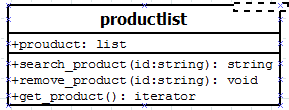 productlist
+prouduct: list
+search_product(id:string): string
+remove_product(id:string): void
+get_product(): iterator